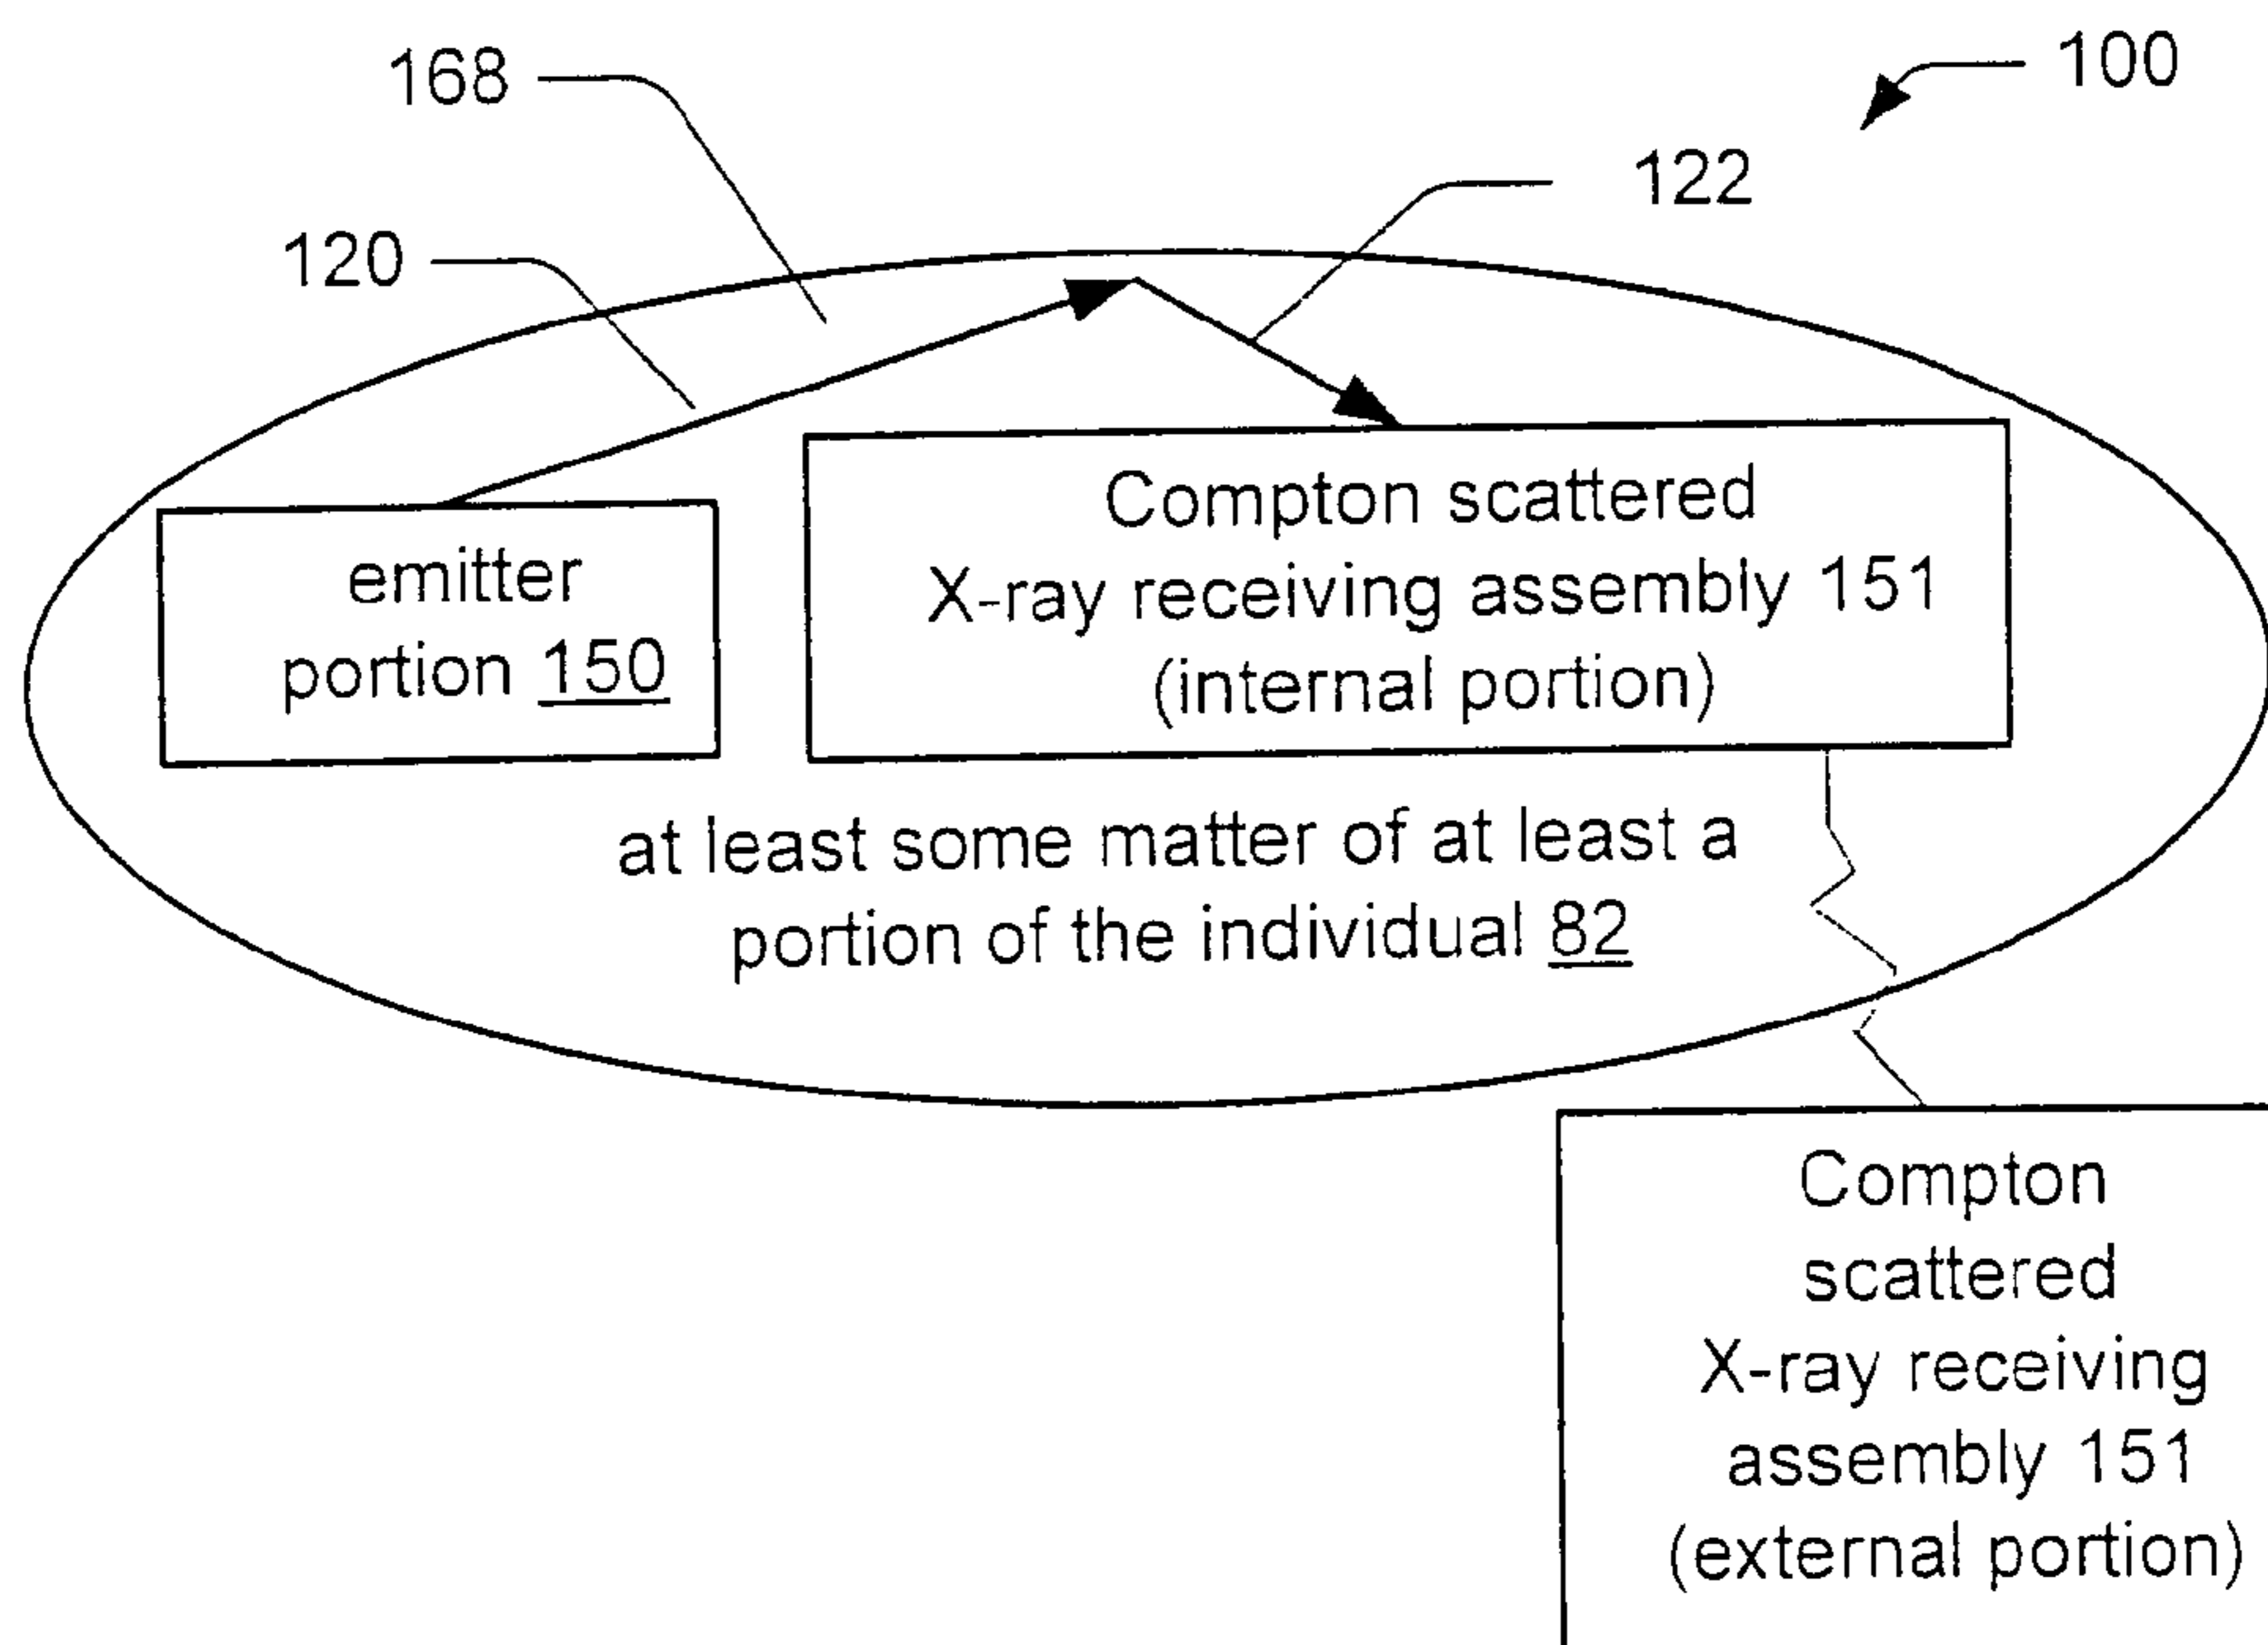 168
100
122
120
Compton scattered
X-ray receiving assembly 151
(internal portion)
emitter
portion 150
at least some matter of at least a
portion of the individual 82
Compton
scattered
X-ray receiving
assembly 151
(external portion)